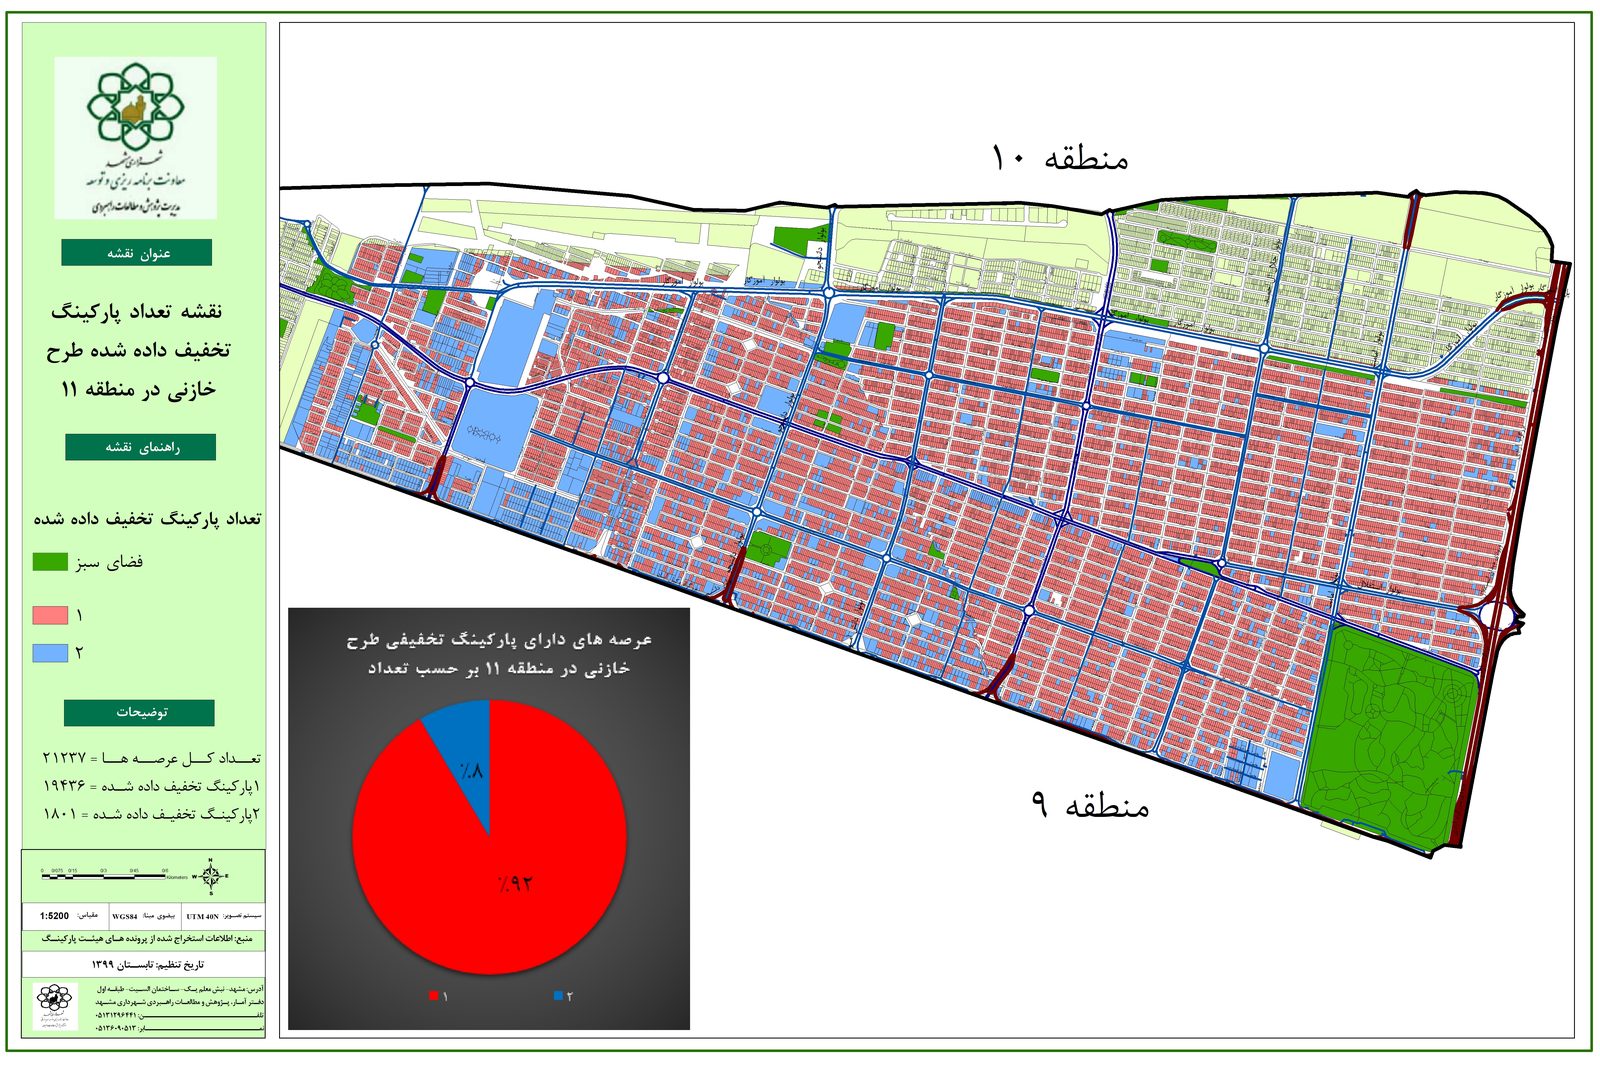 شهرداری مشهد
معاونت برنامه ریزی و توسعه
مدیریت پژوهش و مطالعات راهبردی
عنوان نقشه
نقشه تعداد پارکینگ
تخفیف داده شده طرح
خازنی در منطقه ۱۱
راهنمای نقشه
تعداد پارکینگ تخفیف داده شده
فضای سبز
۱
۲
توضیحات
تعداد کل عرصه ها = ۲۱۲۳۷
۱پارکینگ تخفیف داده شده = ۱۹۴۳۶
۲پارکینگ تخفیف داده شده = ۱۸۰۱
0 0/075 0/15 0/3 0/45 0/6
Kilometers
N
W E
S
سیستم تصویر: UTM 40N بیضوی مبنا: WGS84 مقیاس: 1:5200
منبع: اطلاعات استخراج شده از پرونده های هیئت پارکینگ
تاریخ تنظیم: تابستان ۱۳۹۹
آدرس: مشهد - نبش معلم یک - ساختمان السیت - طبقه اول
دفتر آمار، پژوهش و مطالعات راهبردی شهرداری مشهد
تلفن: ۰۵۱۳۱۲۹۶۴۴۱
نمابر: ۰۵۱۳۶۰۹۰۵۱۳
منطقه ۱۰
بولوار آموزگار
بولوار آموزگار
منطقه ۹
عرصه های دارای پارکینگ تخفیفی طرح
خازنی در منطقه ۱۱ بر حسب تعداد
٪۸
٪۹۲
۱ ۲